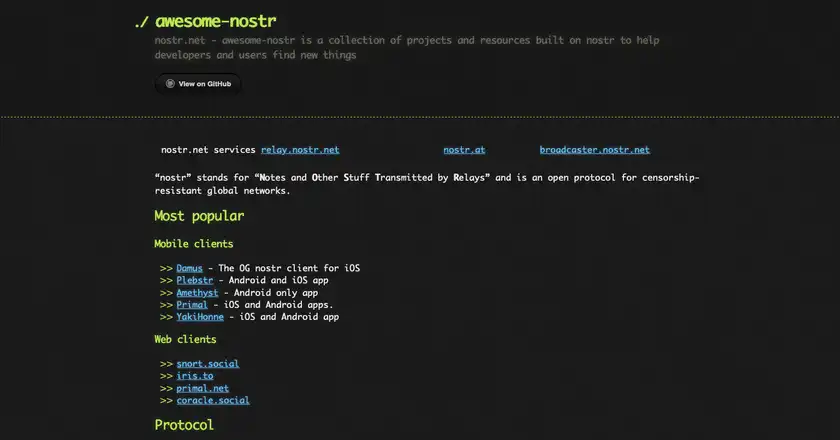 ./ awesome-nostr
nostr.net - awesome-nostr is a collection of projects and resources built on nostr to help
developers and users find new things
View on GitHub
nostr.net services relay.nostr.net nostr.at broadcaster.nostr.net
“nostr” stands for “Notes and Other Stuff Transmitted by Relays” and is an open protocol for censorship-
resistant global networks.
Most popular
Mobile clients
>> Damus - The OG nostr client for iOS
>> Plebstr - Android and iOS app
>> Amethyst - Android only app
>> Primal - iOS and Android apps.
>> YakiHonne - iOS and Android app
Web clients
>> snort.social
>> iris.to
>> primal.net
>> coracle.social
Protocol